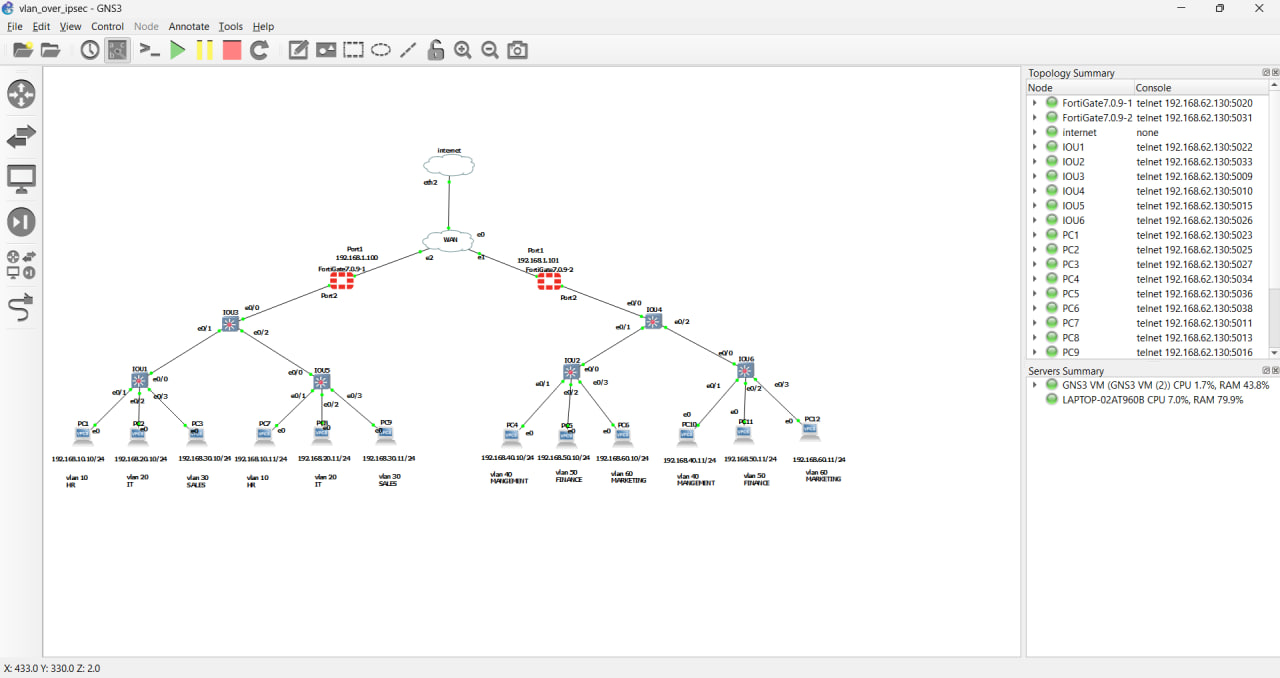 vlan_over_ipsec - GNS3
File Edit View Control Node Annotate Tools Help
internet
eth2
WAN
e0
e2
e1
Port1
192.168.1.100
FortiGate7.0.9-1
Port2
Port1
192.168.1.101
FortiGate7.0.9-2
Port2
IOU3
e0/0
e0/1
e0/2
IOU4
e0/0
e0/1
e0/2
IOU1
e0/0
e0/1
e0/2
e0/3
IOU5
e0/0
e0/1
e0/2
e0/3
IOU2
e0/0
e0/1
e0/2
e0/3
IOU6
e0/0
e0/1
e0/2
e0/3
PC1
e0
PC2
e0
PC3
e0
PC7
e0
PC8
e0
PC9
e0
PC4
e0
PC5
e0
PC6
e0
PC10
e0
PC11
e0
PC12
e0
192.168.10.10/24 192.168.20.10/24 192.168.30.10/24 192.168.10.11/24 192.168.20.11/24 192.168.30.11/24
192.168.40.10/24 192.168.50.10/24 192.168.60.10/24 192.168.40.11/24 192.168.50.11/24 192.168.60.11/24
vlan 10
HR
vlan 20
IT
vlan 30
SALES
vlan 10
HR
vlan 20
IT
vlan 30
SALES
vlan 40
MANGEMENT
vlan 50
FINANCE
vlan 60
MARKETING
vlan 40
MANGEMENT
vlan 50
FINANCE
vlan 60
MARKETING
Topology Summary
Node Console
FortiGate7.0.9-1 telnet 192.168.62.130:5020
FortiGate7.0.9-2 telnet 192.168.62.130:5031
internet none
IOU1 telnet 192.168.62.130:5022
IOU2 telnet 192.168.62.130:5033
IOU3 telnet 192.168.62.130:5009
IOU4 telnet 192.168.62.130:5010
IOU5 telnet 192.168.62.130:5015
IOU6 telnet 192.168.62.130:5026
PC1 telnet 192.168.62.130:5023
PC2 telnet 192.168.62.130:5025
PC3 telnet 192.168.62.130:5027
PC4 telnet 192.168.62.130:5034
PC5 telnet 192.168.62.130:5036
PC6 telnet 192.168.62.130:5038
PC7 telnet 192.168.62.130:5011
PC8 telnet 192.168.62.130:5013
PC9 telnet 192.168.62.130:5016
Servers Summary
GNS3 VM (GNS3 VM (2)) CPU 1.7%, RAM 43.8%
LAPTOP-02AT960B CPU 7.0%, RAM 79.9%
X: 433.0 Y: 330.0 Z: 2.0